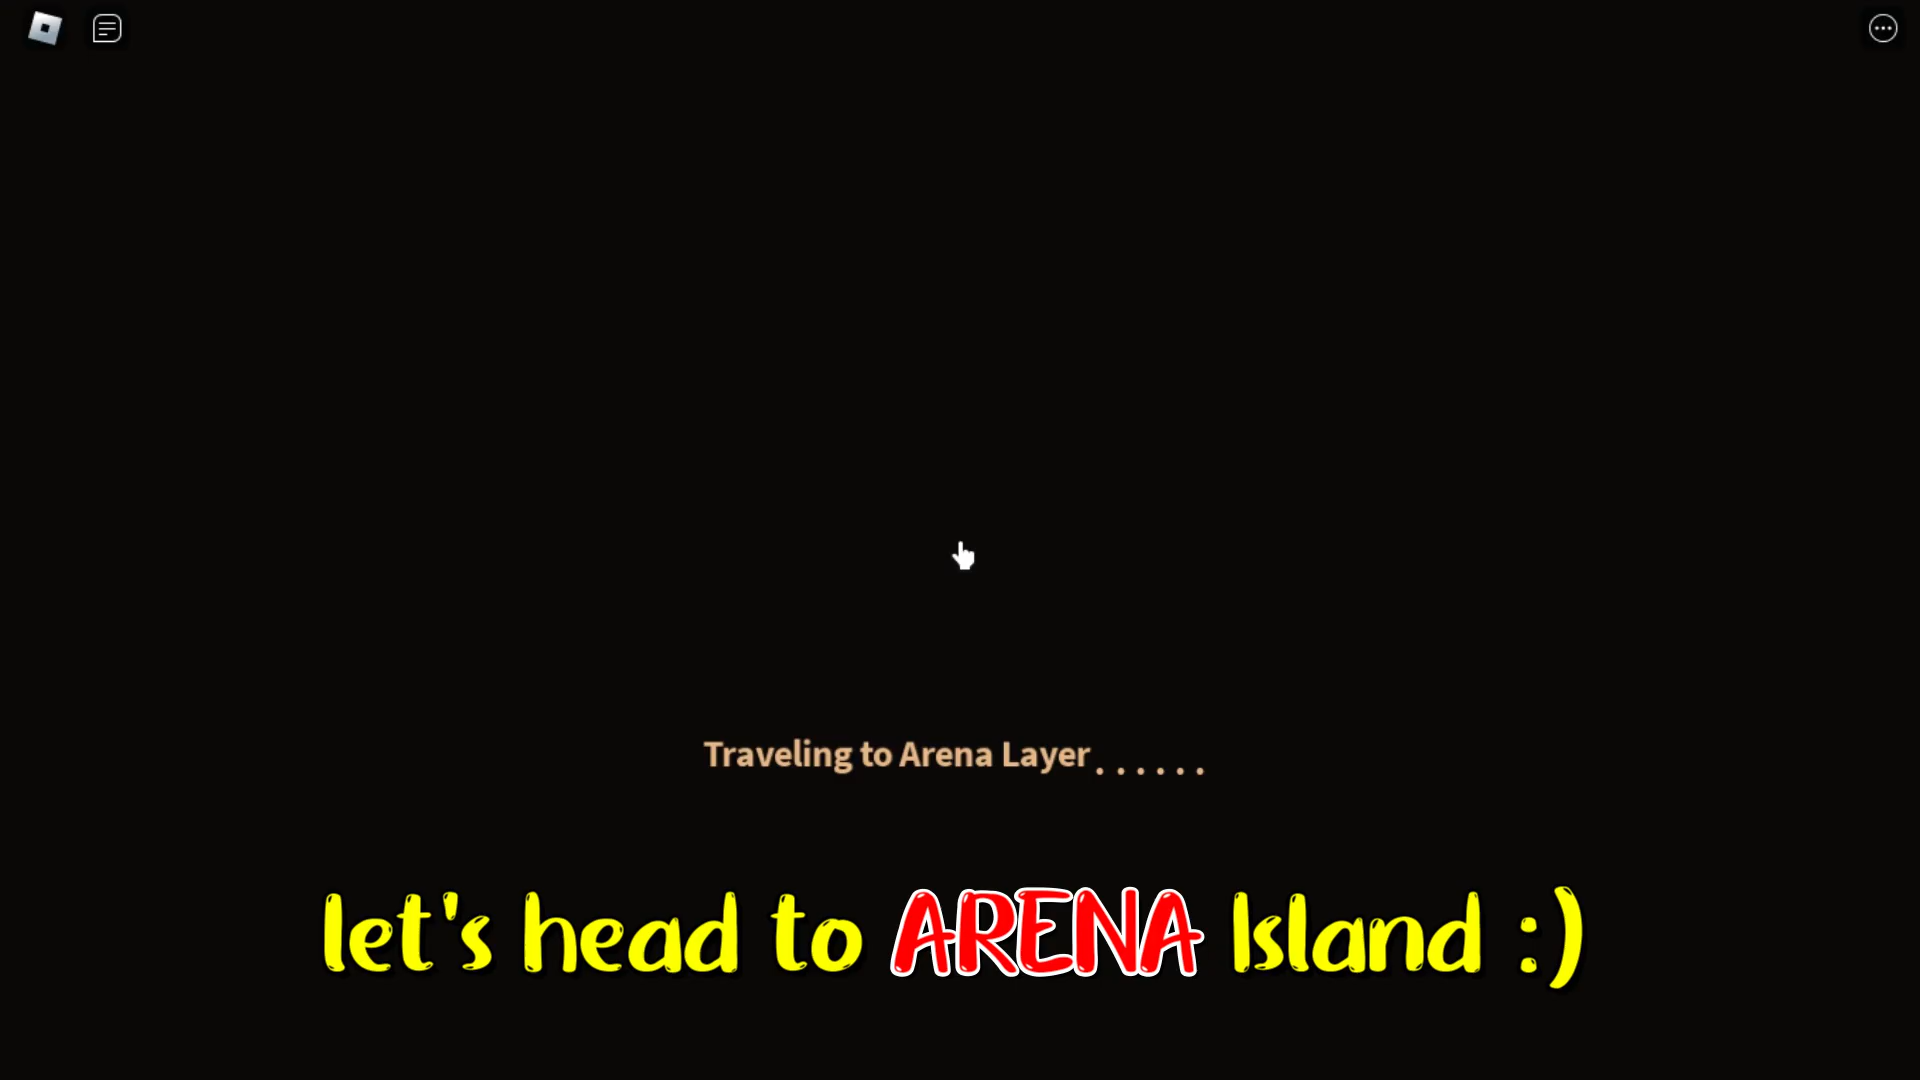 Traveling to Arena Layer......
let's head to ARENA Island :)